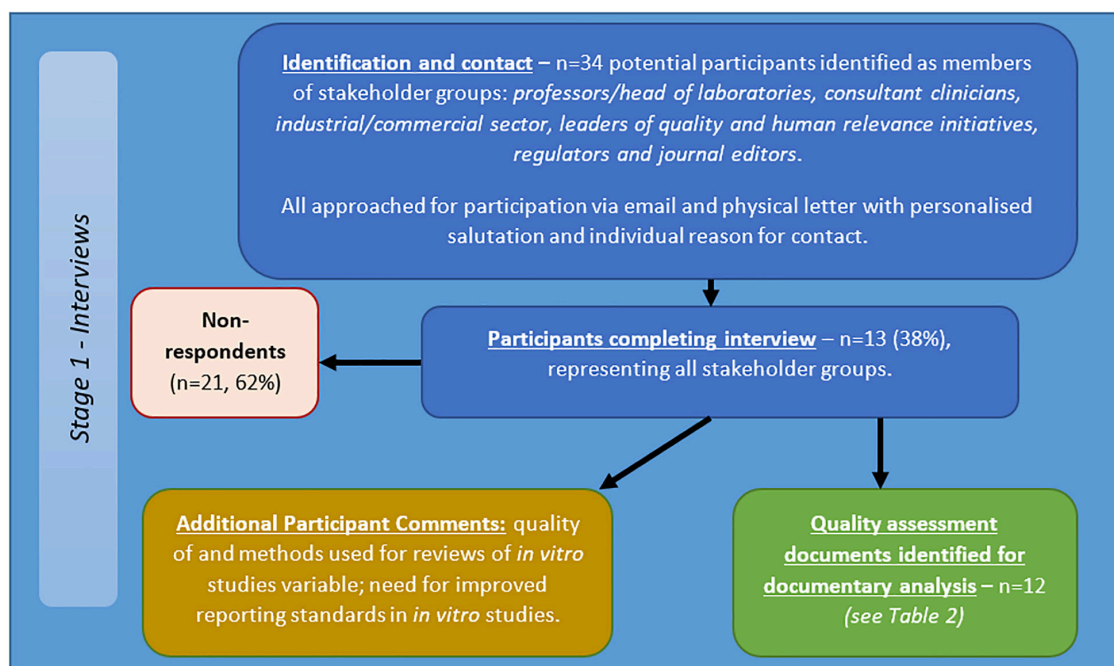 Stage 1 - Interviews
Identification and contact – n=34 potential participants identified as members
of stakeholder groups: professors/head of laboratories, consultant clinicians,
industrial/commercial sector, leaders of quality and human relevance initiatives,
regulators and journal editors.
All approached for participation via email and physical letter with personalised
salutation and individual reason for contact.
Non-
respondents
(n=21, 62%)
Participants completing interview – n=13 (38%),
representing all stakeholder groups.
Additional Participant Comments: quality
of and methods used for reviews of in vitro
studies variable; need for improved
reporting standards in in vitro studies.
Quality assessment
documents identified for
documentary analysis – n=12
(see Table 2)